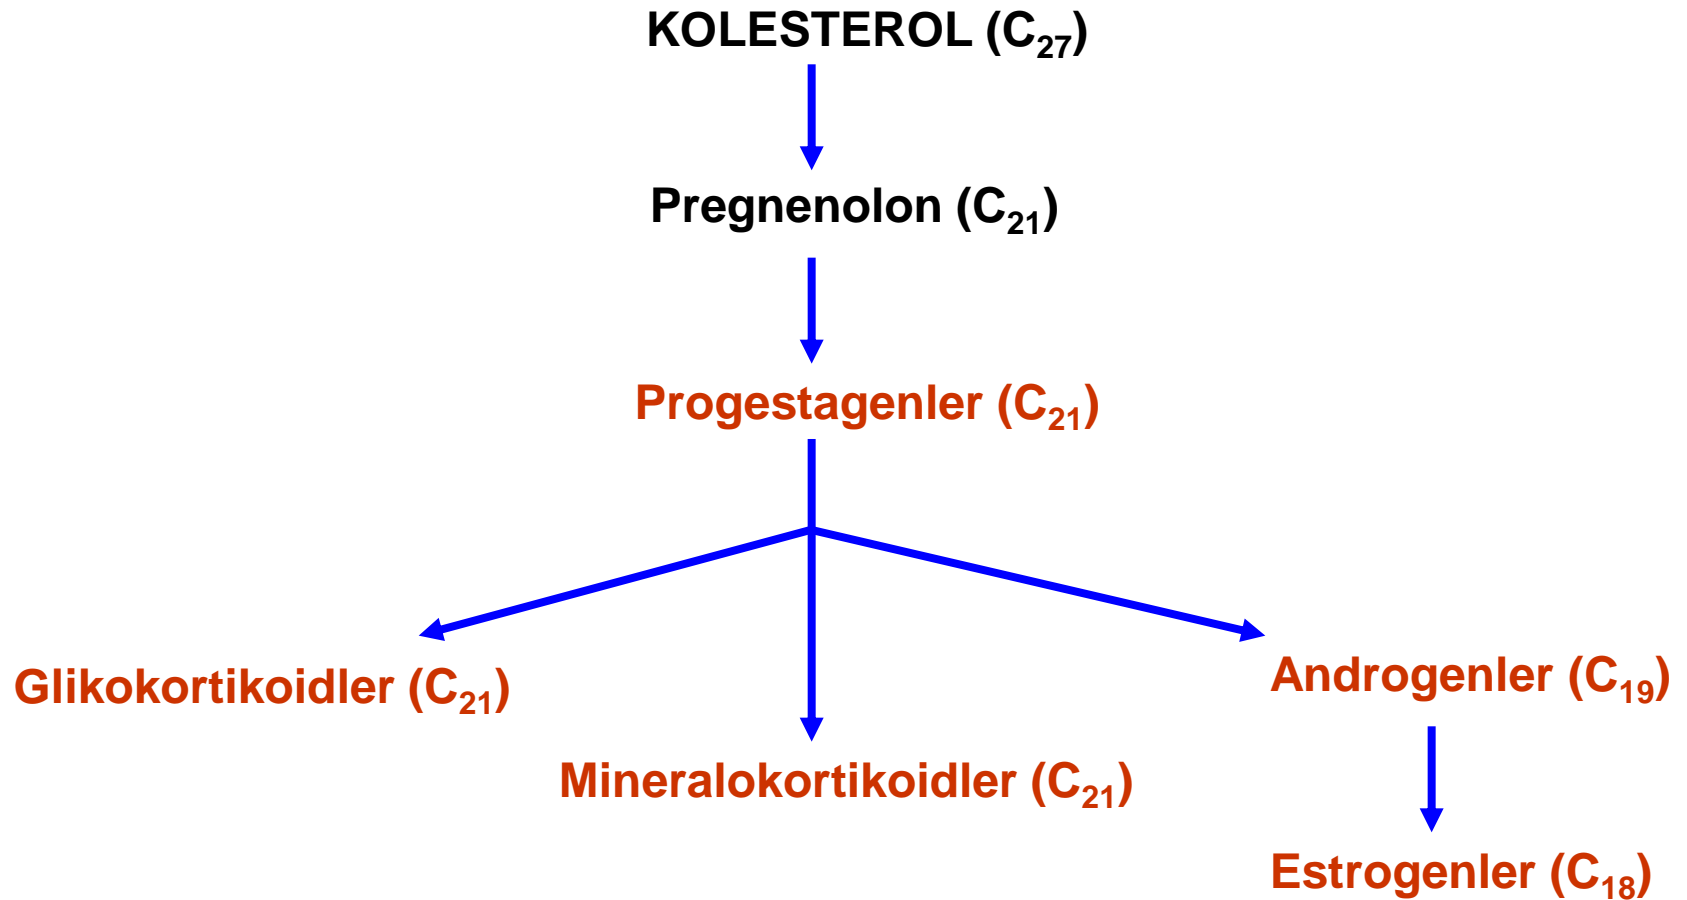 KOLESTEROL (C27)
Pregnenolon (C21)
Progestagenler (C21)
Glikokortikoidler (C21)
Androgenler (C19)
Mineralokortikoidler (C21)
Estrogenler (C18)